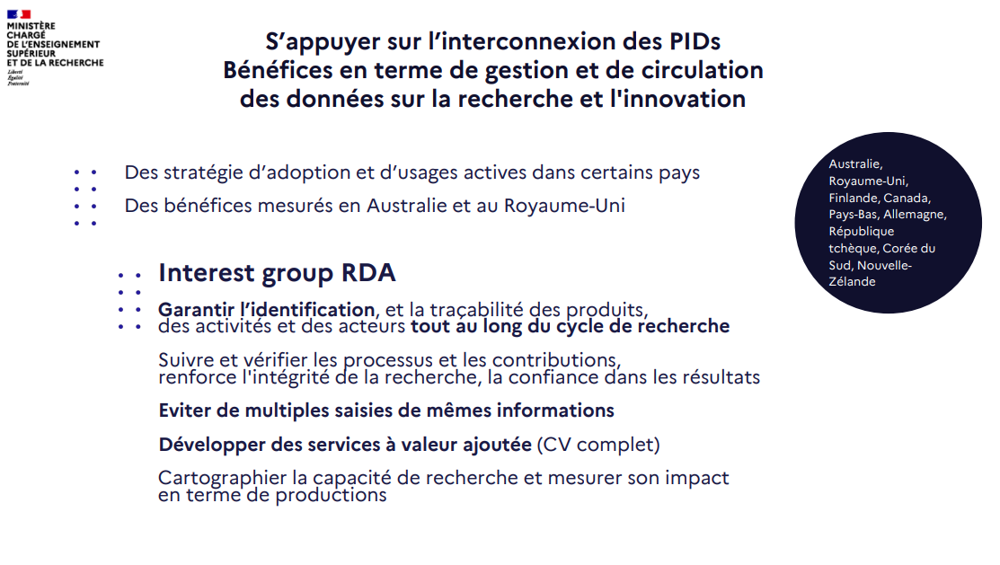 MINISTÈRE
CHARGÉ
DE L'ENSEIGNEMENT
SUPÉRIEUR
ET DE LA RECHERCHE
Liberté
Égalité
Fraternité
S’appuyer sur l’interconnexion des PIDs
Bénéfices en terme de gestion et de circulation
des données sur la recherche et l'innovation
Des stratégie d’adoption et d’usages actives dans certains pays
Des bénéfices mesurés en Australie et au Royaume-Uni
Australie,
Royaume-Uni,
Finlande, Canada,
Pays-Bas, Allemagne,
République
tchèque, Corée du
Sud, Nouvelle-
Zélande
Interest group RDA
Garantir l’identification, et la traçabilité des produits,
des activités et des acteurs tout au long du cycle de recherche
Suivre et vérifier les processus et les contributions,
renforce l'intégrité de la recherche, la confiance dans les résultats
Eviter de multiples saisies de mêmes informations
Développer des services à valeur ajoutée (CV complet)
Cartographier la capacité de recherche et mesurer son impact
en terme de productions